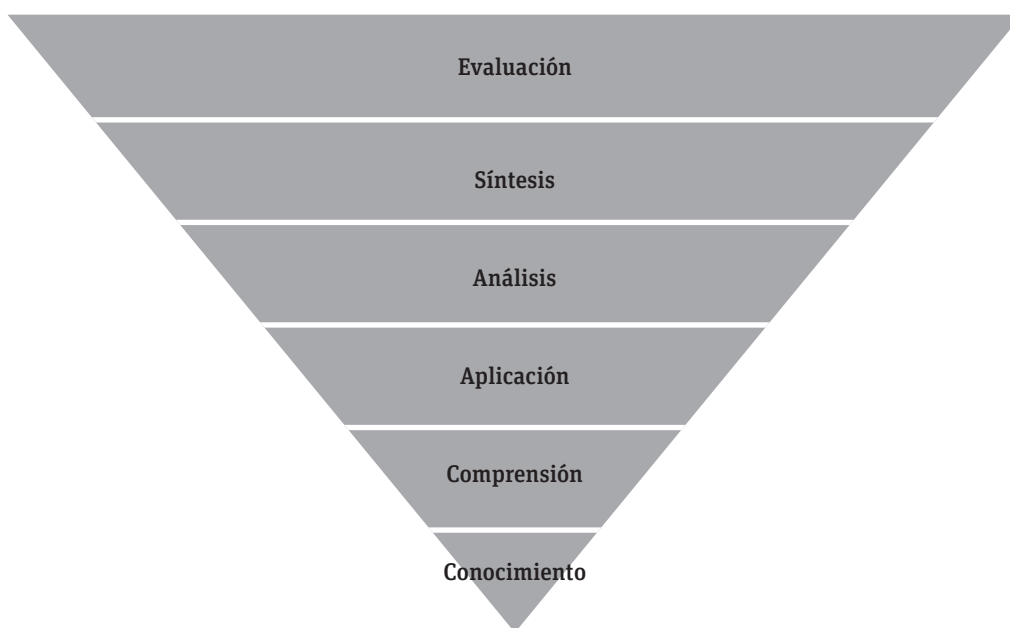 Evaluación
Síntesis
Análisis
Aplicación
Comprensión
Conocimiento